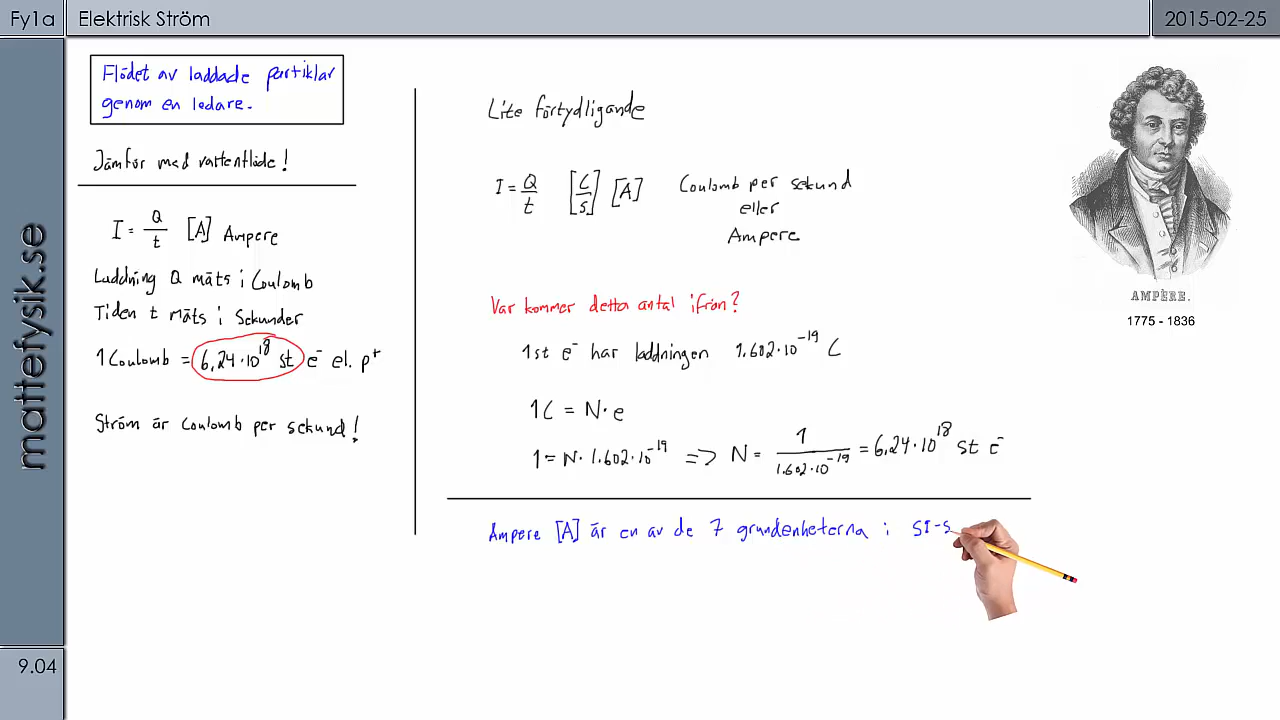 Fy1a
Elektrisk Ström
2015-02-25
mattefysik.se
9.04
Flödet av laddade partiklar
genom en ledare.
Jämför med vattenflöde!
I = Q/t [A] Ampere
Laddning Q mäts i Coulomb
Tiden t mäts i Sekunder
1 Coulomb = 6,24·10^18 st e^- el. p^+
Ström är Coulomb per sekund!
Lite förtydligande
I = Q/t [C/s] [A] Coulomb per sekund
eller
Ampere
Var kommer detta antal ifrån?
1 st e^- har laddningen 1.602·10^-19 C
1C = N·e
1 = N·1.602·10^-19 => N = 1/1.602·10^-19 = 6,24·10^18 st e^-
Ampere [A] är en av de 7 grundenheterna i SI-s
AMPÈRE.
1775 - 1836